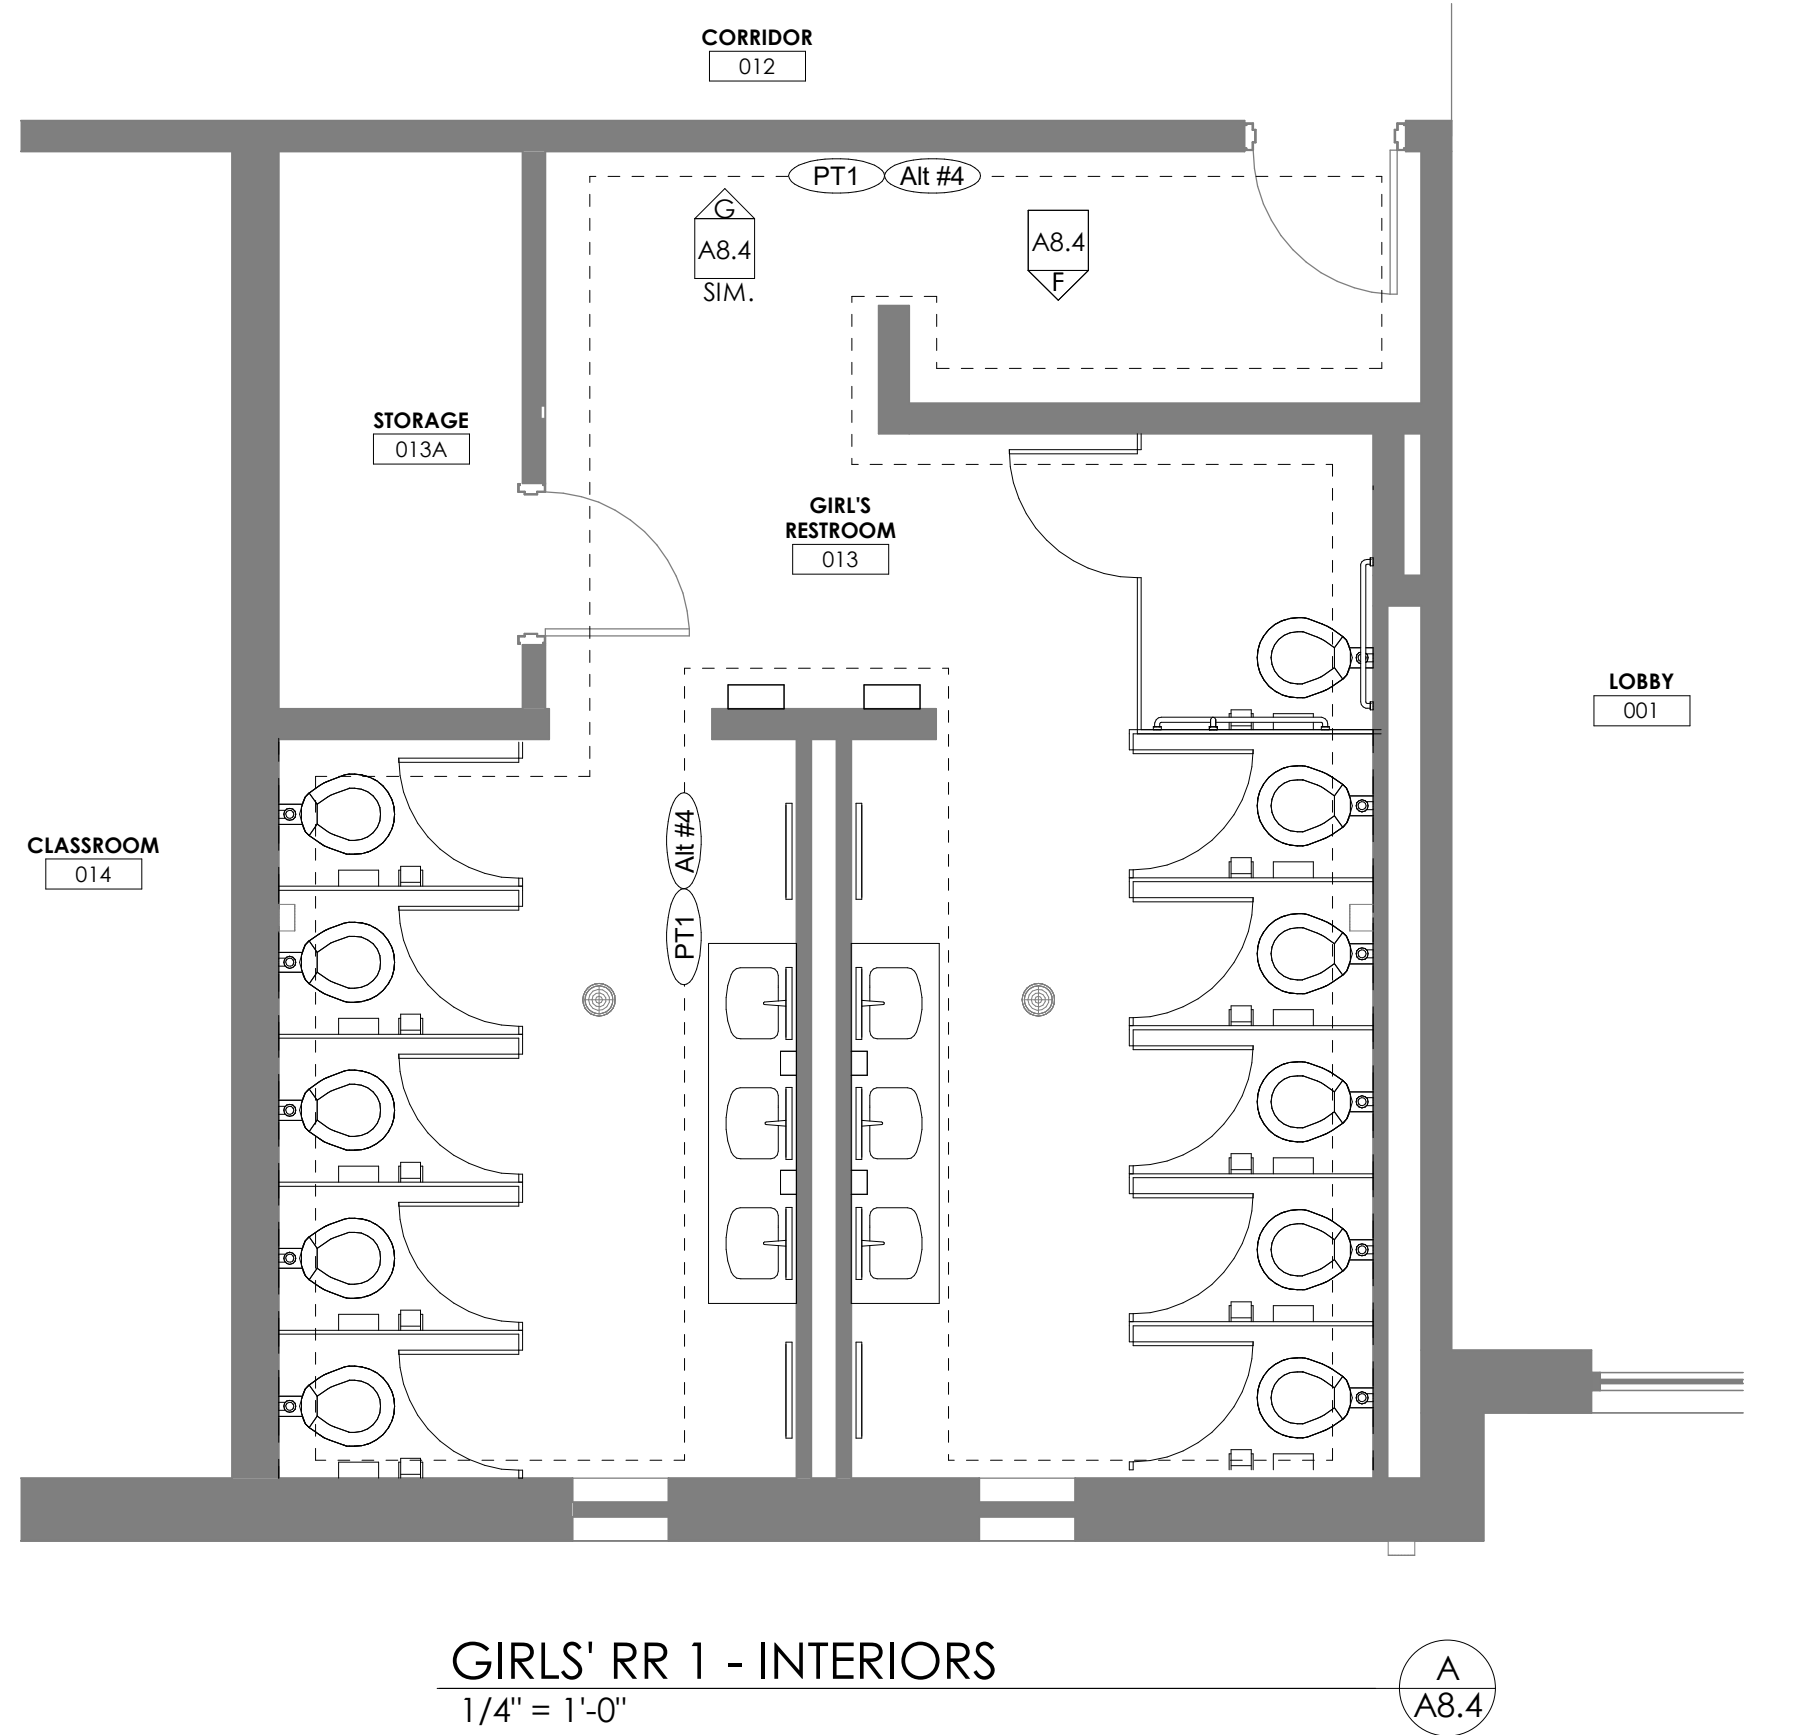 CORRIDOR
012
PT1
Alt #4
G
A8.4
SIM.
A8.4
F
STORAGE
013A
GIRL'S
RESTROOM
013
LOBBY
001
CLASSROOM
014
Alt #4
PT1
GIRLS' RR 1 - INTERIORS
1/4" = 1'-0"
A
A8.4